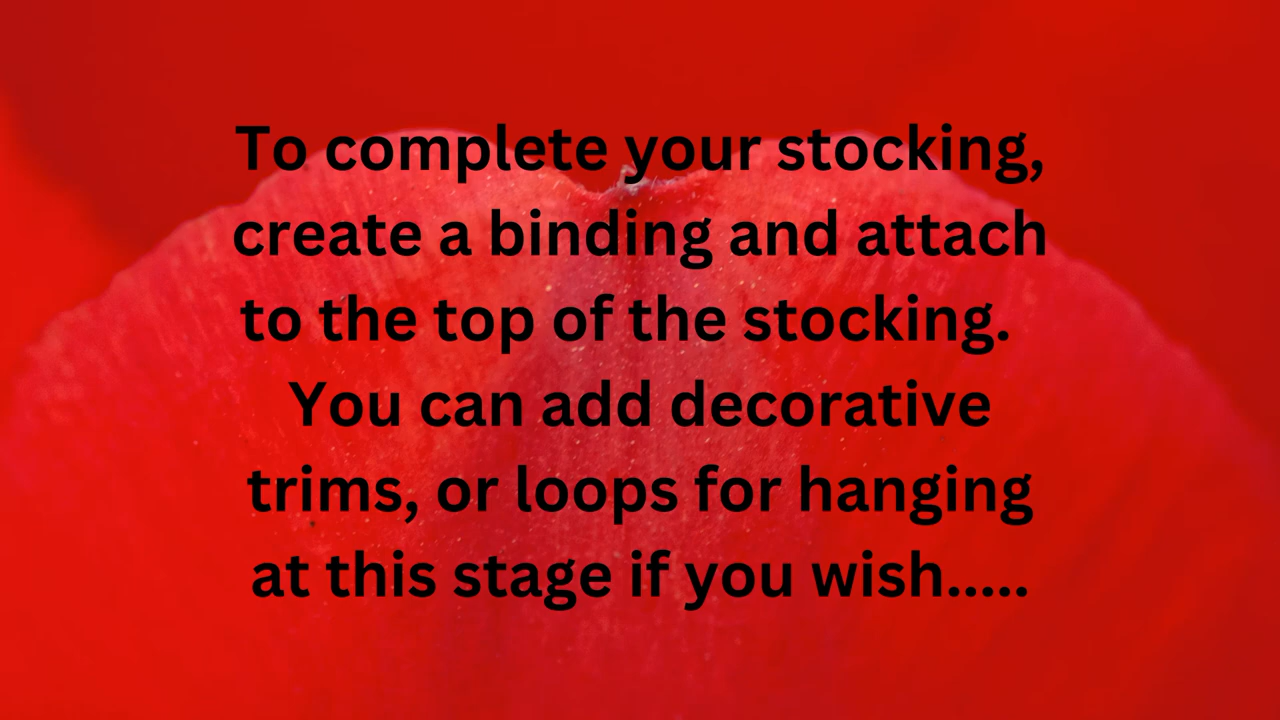 To complete your stocking,
create a binding and attach
to the top of the stocking.
You can add decorative
trims, or loops for hanging
at this stage if you wish.....